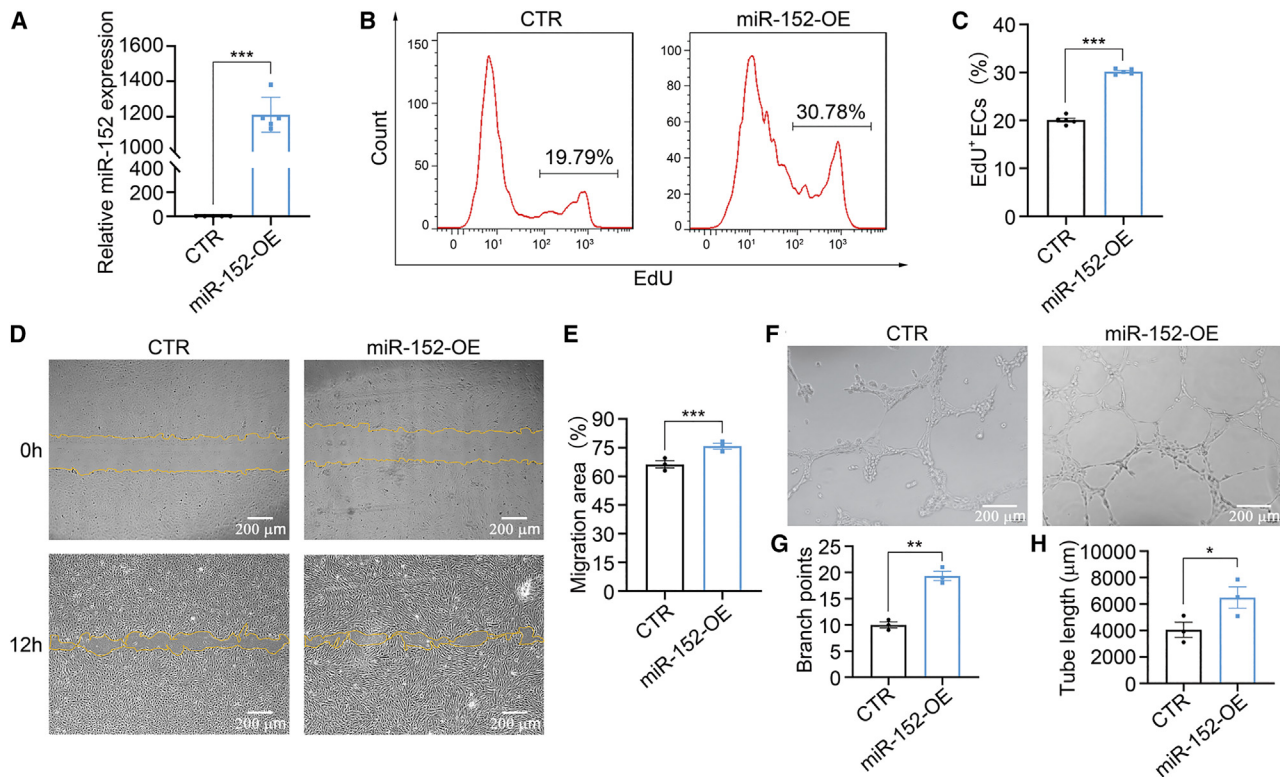 A
Relative miR-152 expression
1600
1400
1200
1000
400
200
0
***
CTR
miR-152-OE
B
CTR
miR-152-OE
Count
150
100
50
0
19.79%
0
10¹
10²
10³
100
80
60
40
20
0
30.78%
0
10¹
10²
10³
EdU
C
EdU⁺ ECs (%)
40
30
20
10
0
***
CTR
miR-152-OE
D
CTR
miR-152-OE
0h
200 μm
200 μm
12h
200 μm
200 μm
E
Migration area (%)
90
75
60
45
30
15
0
***
CTR
miR-152-OE
F
CTR
miR-152-OE
200 μm
200 μm
G
Branch points
25
20
15
10
5
0
**
CTR
miR-152-OE
H
Tube length (μm)
10000
8000
6000
4000
2000
0
*
CTR
miR-152-OE